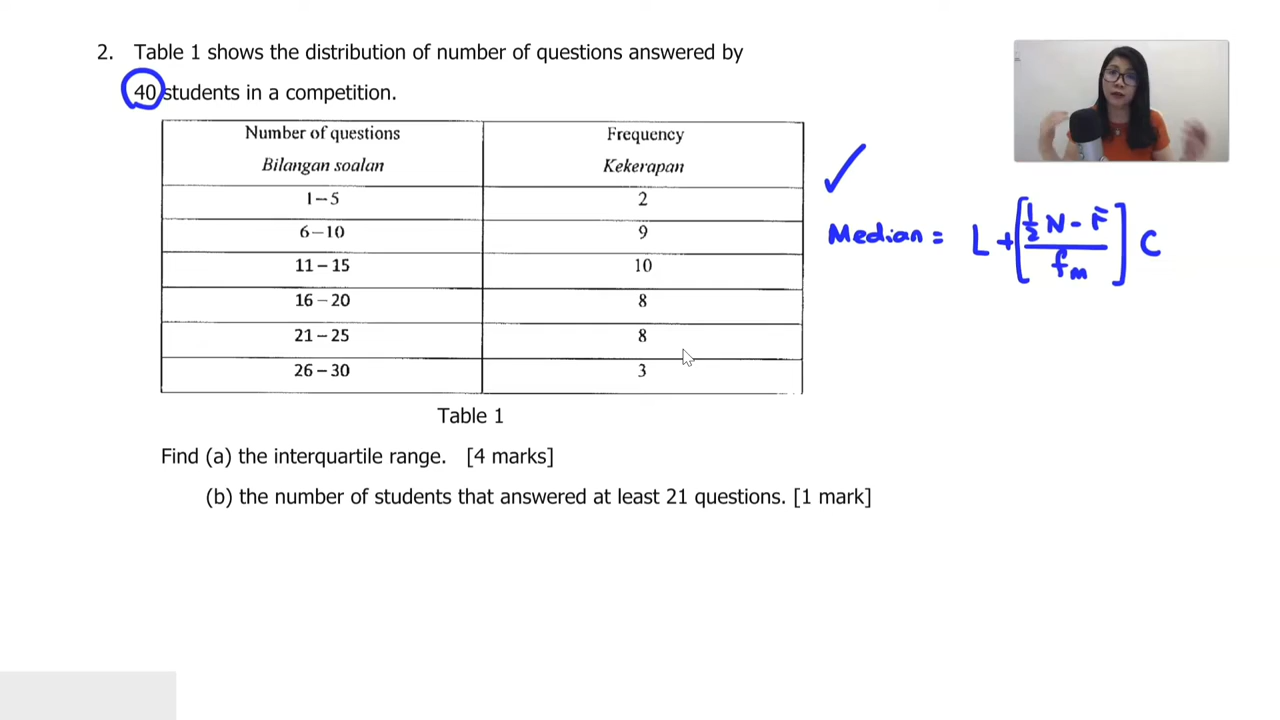 2. Table 1 shows the distribution of number of questions answered by
40 students in a competition.
Number of questions Frequency
Bilangan soalan Kekerapan
1–5 2
6–10 9
11–15 10
16–20 8
21–25 8
26–30 3
Table 1
Find (a) the interquartile range. [4 marks]
(b) the number of students that answered at least 21 questions. [1 mark]
Median = L + [ (1/2 N - F) / fm ] C